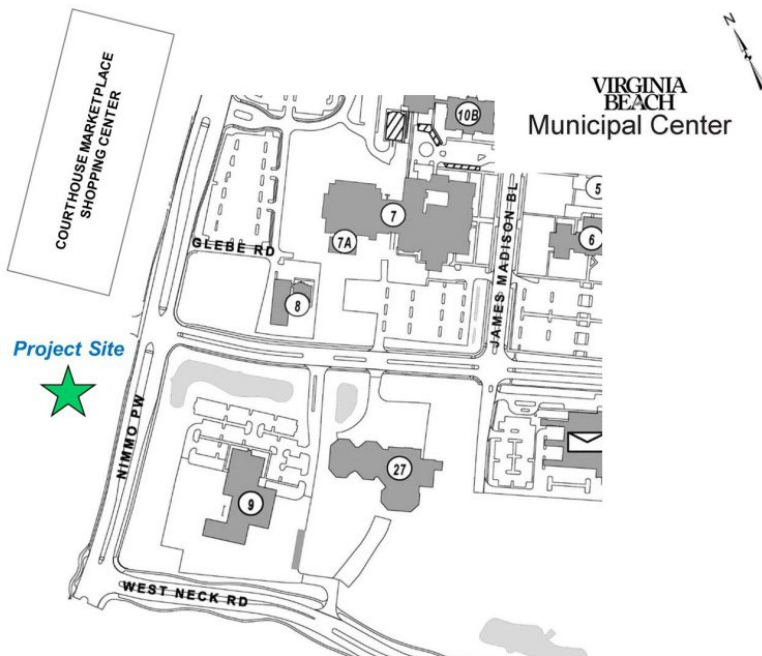 N
VIRGINIA
BEACH
Municipal Center
COURTHOUSE MARKETPLACE
SHOPPING CENTER
10B
5
7
6
7A
GLEBE RD
JAMES MADISON BL
8
Project Site
NIMMO PW
27
9
WEST NECK RD